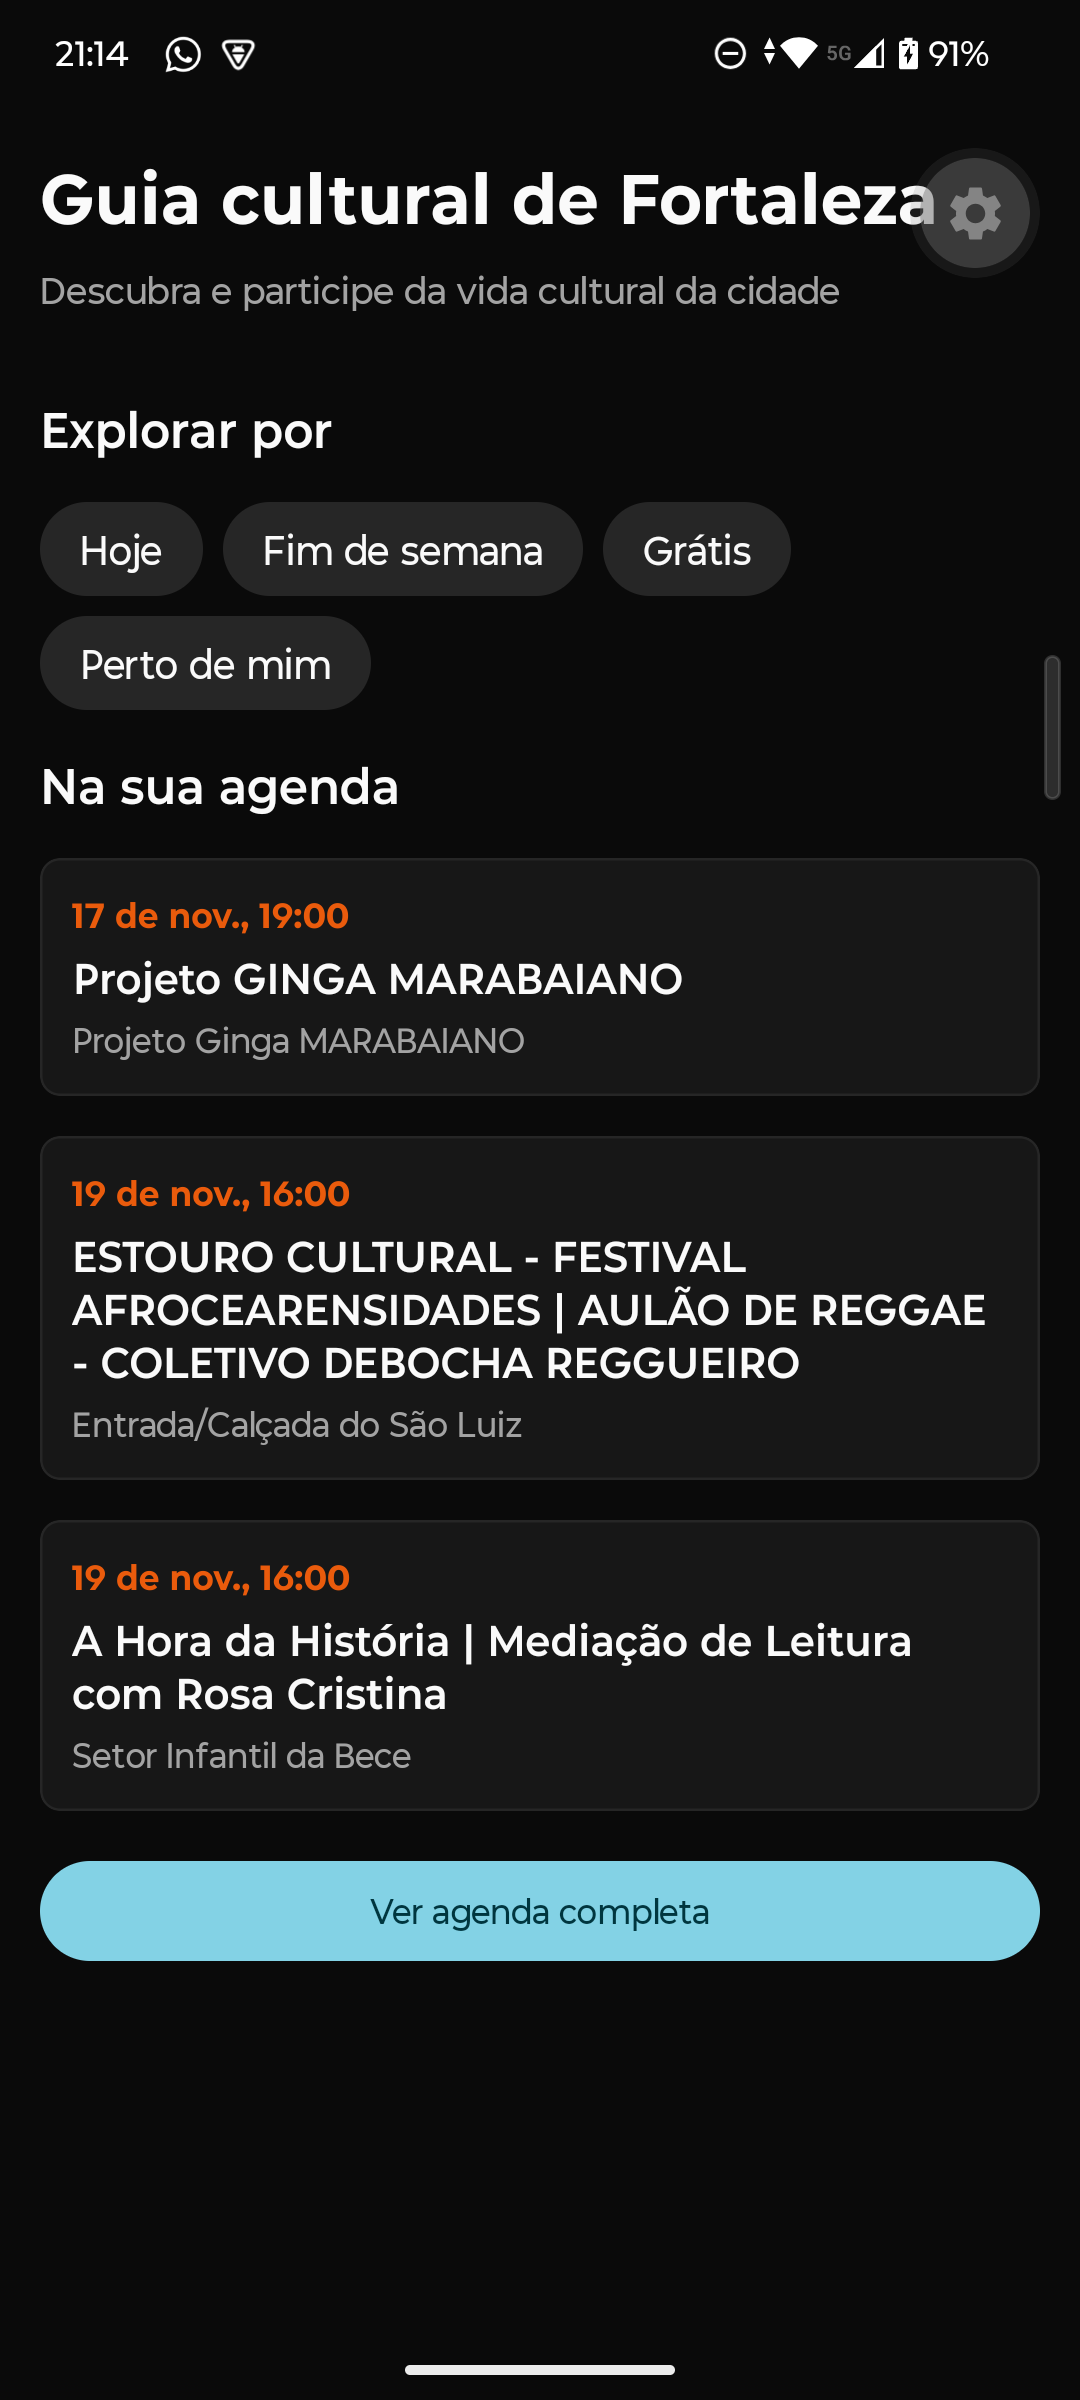 21:14
5G 91%
Guia cultural de Fortaleza
Descubra e participe da vida cultural da cidade
Explorar por
Hoje
Fim de semana
Grátis
Perto de mim
Na sua agenda
17 de nov., 19:00
Projeto GINGA MARABAIANO
Projeto Ginga MARABAIANO
19 de nov., 16:00
ESTOURO CULTURAL - FESTIVAL
AFROCEARENSIDADES | AULÃO DE REGGAE
- COLETIVO DEBOCHA REGGUEIRO
Entrada/Calçada do São Luiz
19 de nov., 16:00
A Hora da História | Mediação de Leitura
com Rosa Cristina
Setor Infantil da Bece
Ver agenda completa